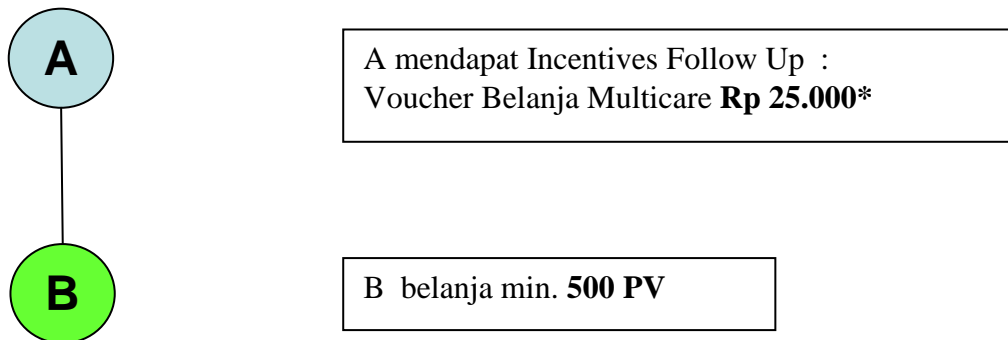 A
A mendapat Incentives Follow Up :
Voucher Belanja Multicare Rp 25.000*
B
B belanja min. 500 PV